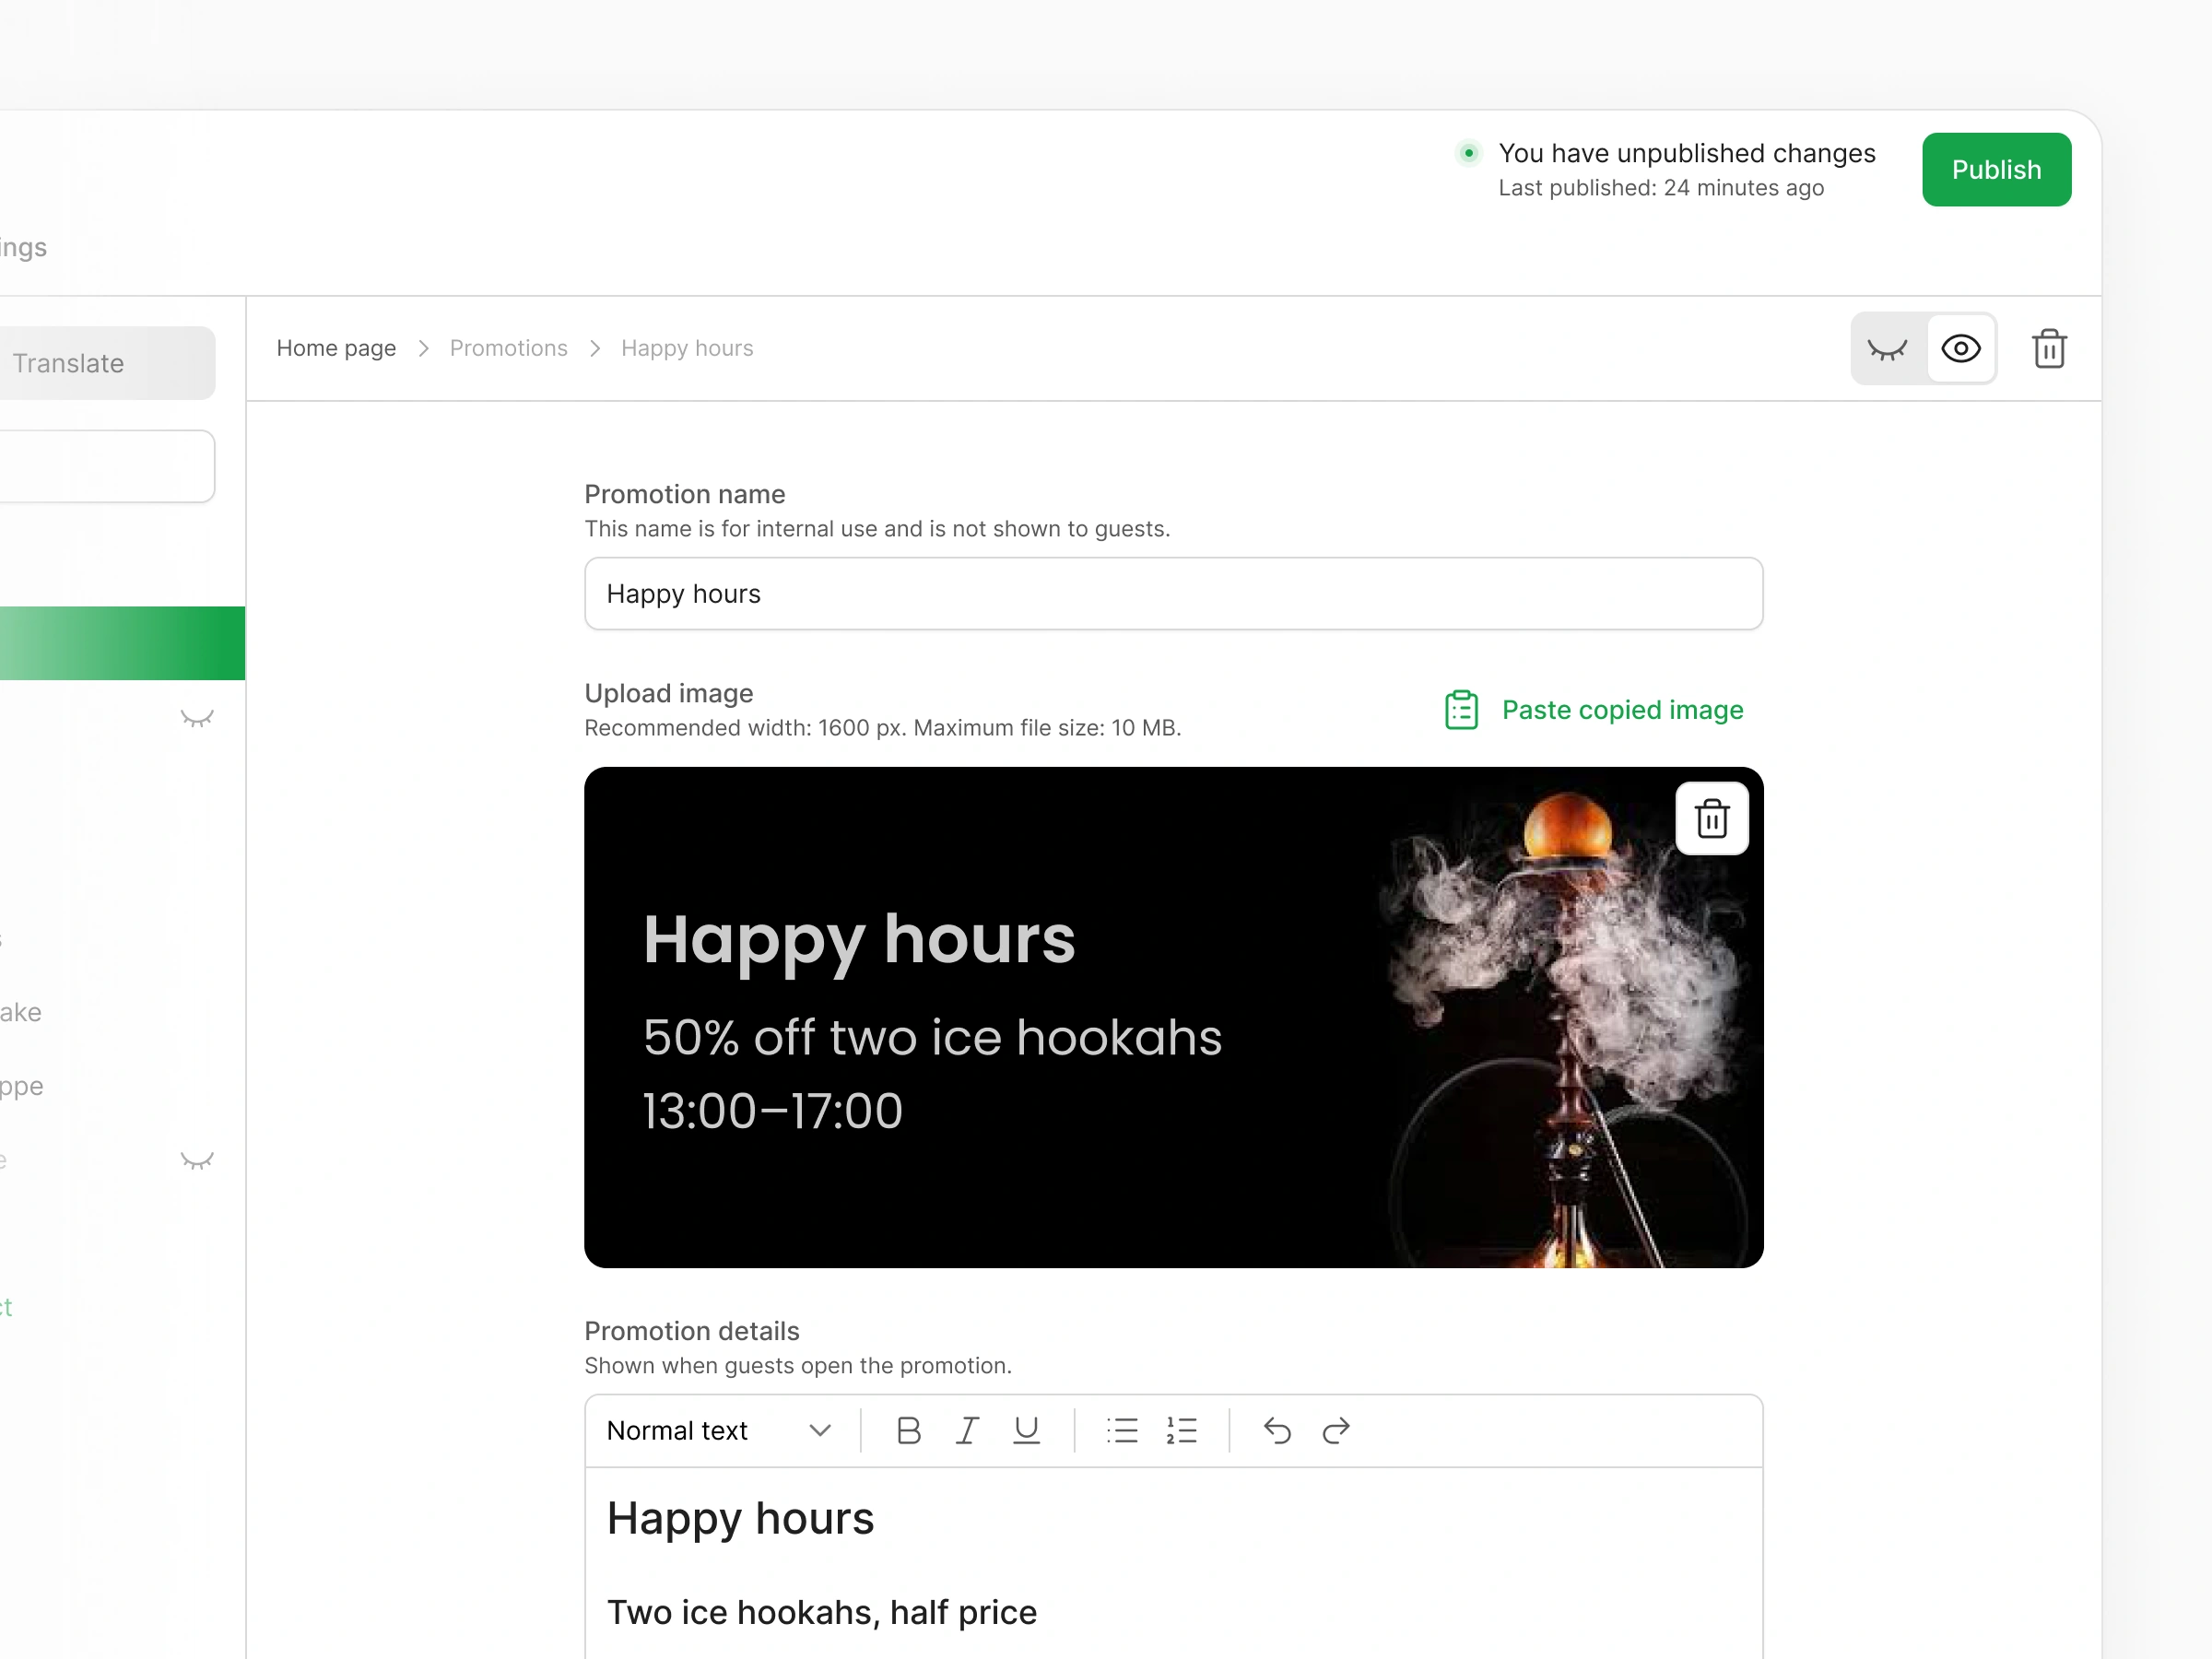 You have unpublished changes
Last published: 24 minutes ago
Publish
Translate
Home page > Promotions > Happy hours
Promotion name
This name is for internal use and is not shown to guests.
Happy hours
Upload image
Recommended width: 1600 px. Maximum file size: 10 MB.
Paste copied image
Happy hours
50% off two ice hookahs
13:00–17:00
Promotion details
Shown when guests open the promotion.
Normal text
Happy hours
Two ice hookahs, half price